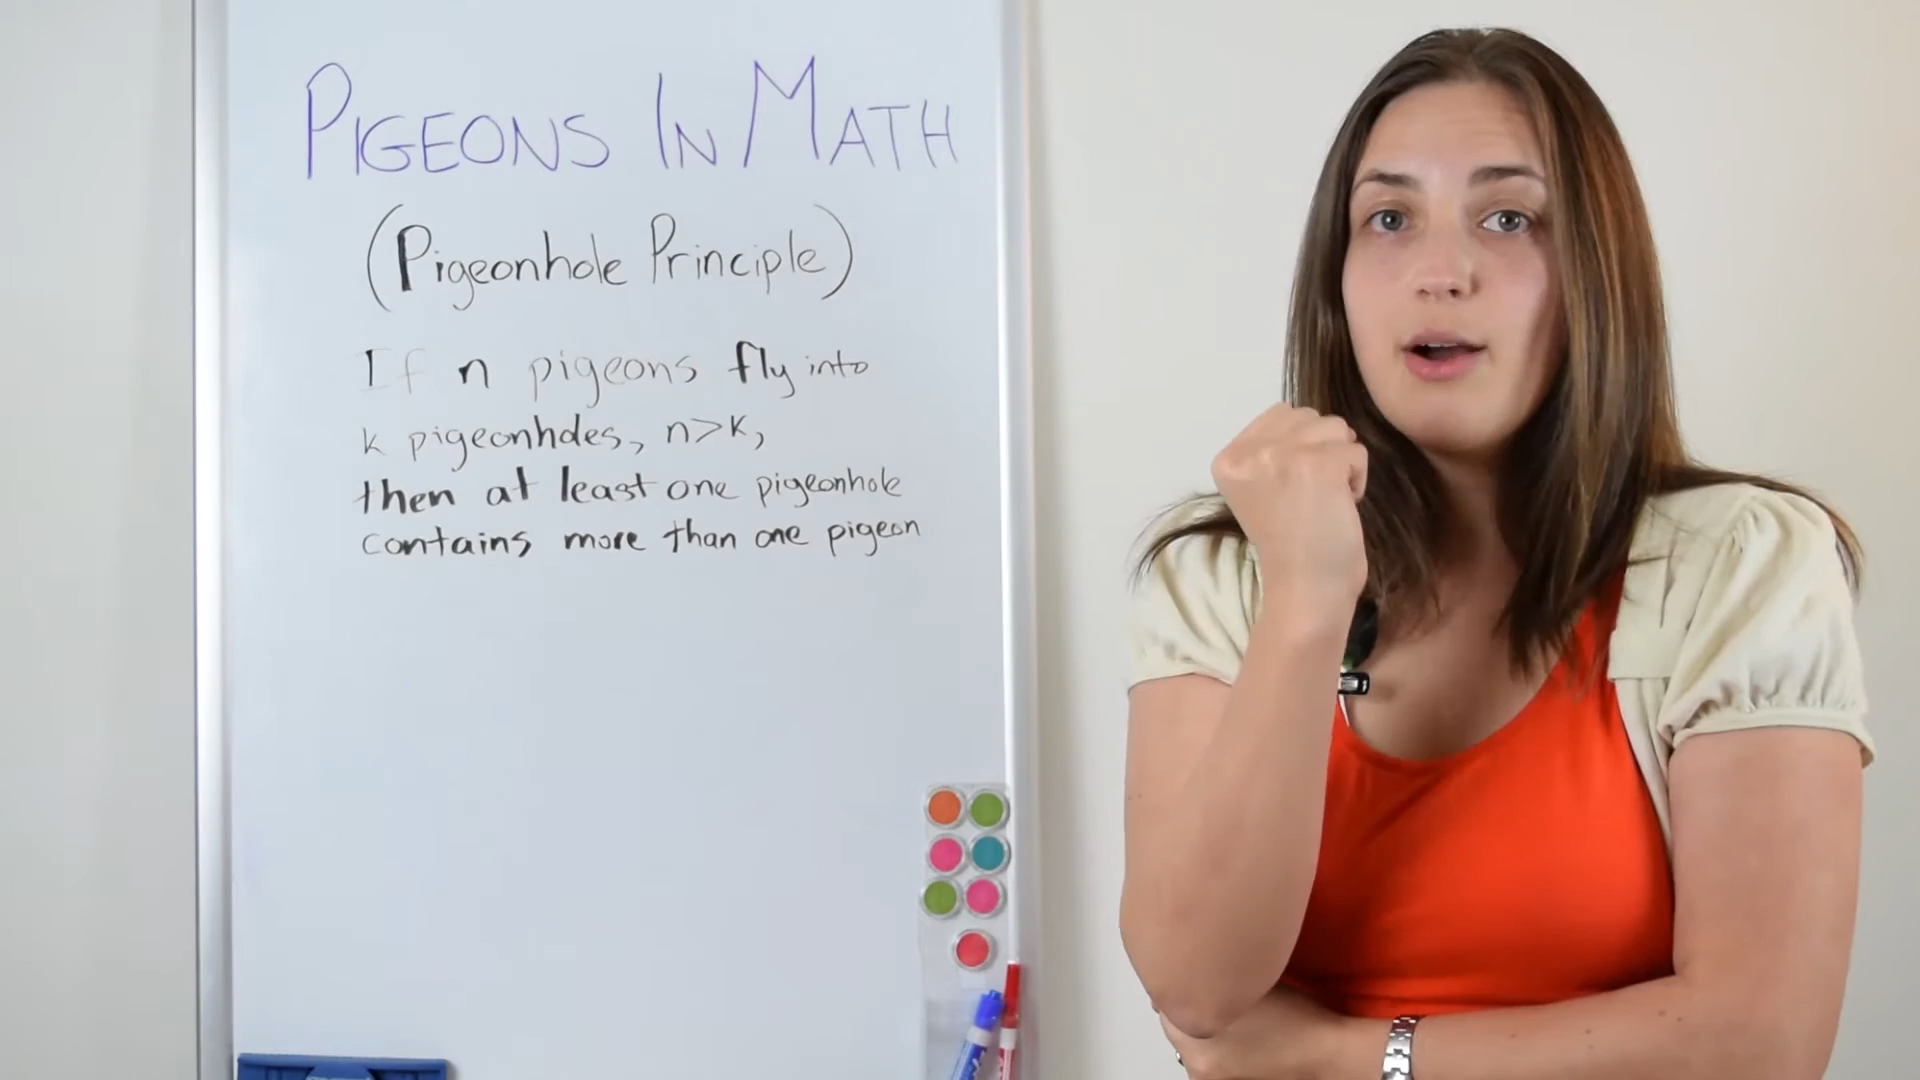 PIGEONS IN MATH
(Pigeonhole Principle)
If n pigeons fly into
k pigeonholes, n>k,
then at least one pigeonhole
contains more than one pigeon